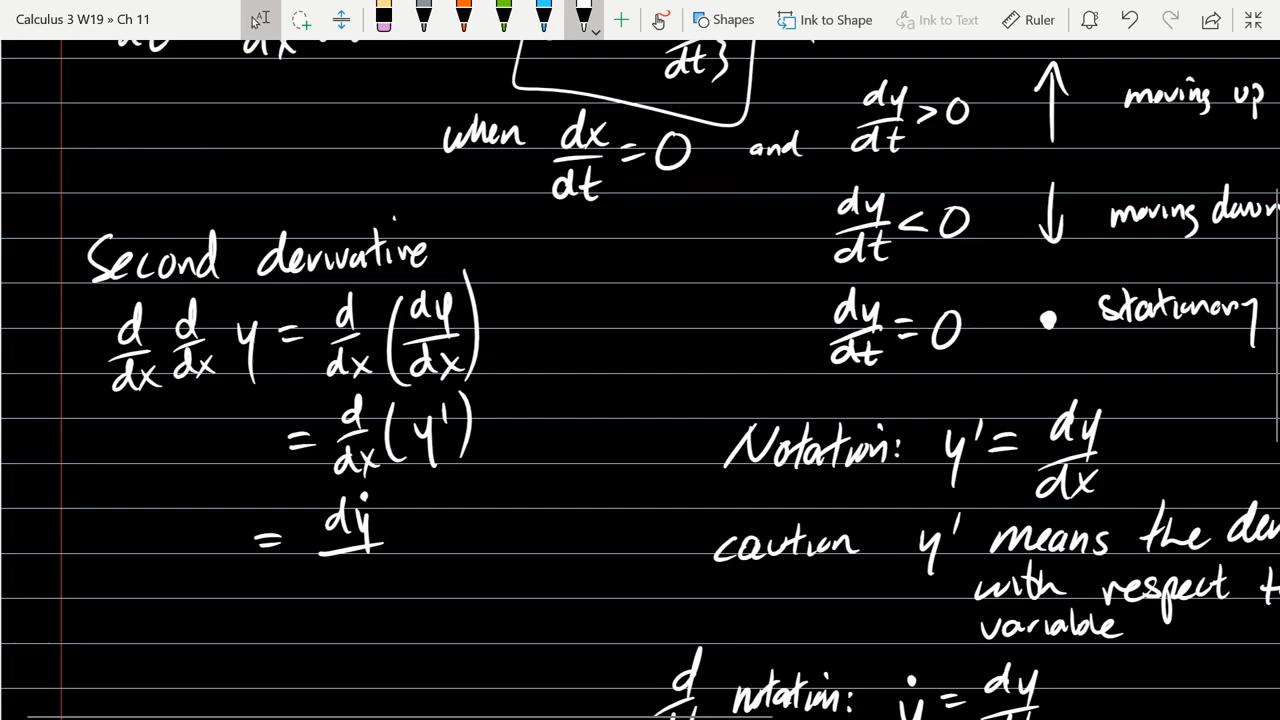 Calculus 3 W19 » Ch 11
Shapes
Ink to Shape
Ink to Text
Ruler
dt}
when dx/dt = 0 and dy/dt > 0 ↑ moving up
dy/dt < 0 ↓ moving down
dy/dt = 0 • stationary
Second derivative
d/dx d/dx y = d/dx (dy/dx)
= d/dx (y')
= dẏ
Notation: y' = dy/dx
caution y' means the
with respect
variable
notation: ẏ = dy